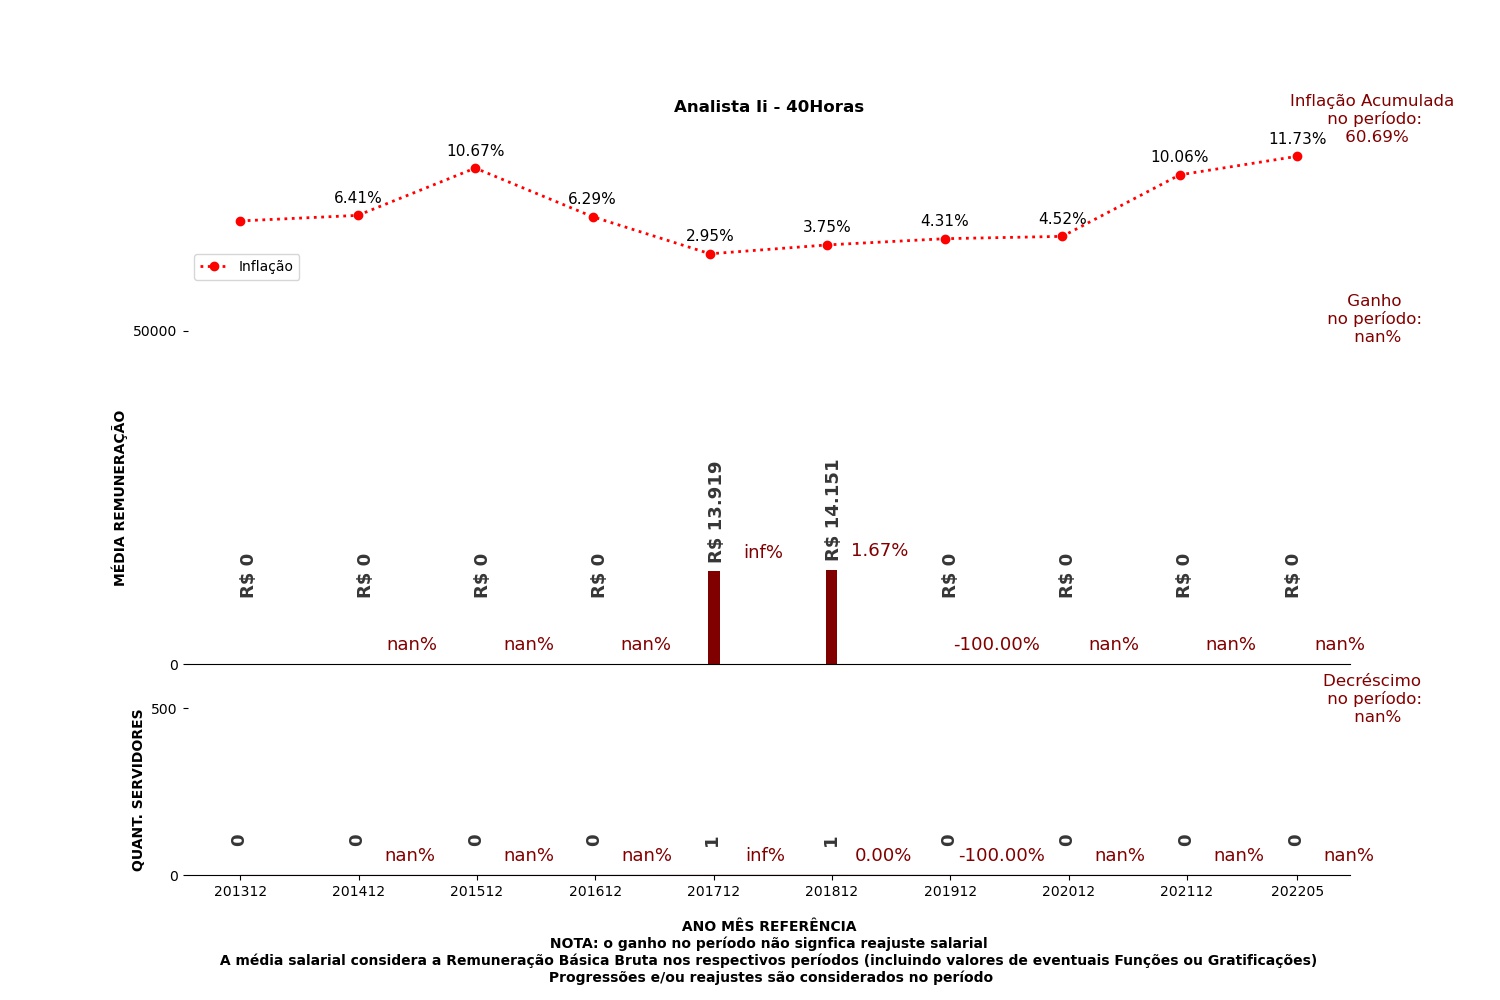 Analista Ii - 40Horas
Inflação Acumulada
no período:
60.69%
6.41%
10.67%
6.29%
2.95%
3.75%
4.31%
4.52%
10.06%
11.73%
Inflação
Ganho
no período:
nan%
50000
0
MÉDIA REMUNERAÇÃO
R$ 0
R$ 0
R$ 0
R$ 0
R$ 13.919
R$ 14.151
R$ 0
R$ 0
R$ 0
R$ 0
inf%
1.67%
nan%
nan%
nan%
-100.00%
nan%
nan%
nan%
Decréscimo
no período:
nan%
500
0
QUANT. SERVIDORES
0
0
0
0
1
1
0
0
0
0
nan%
nan%
nan%
inf%
0.00%
-100.00%
nan%
nan%
nan%
201312
201412
201512
201612
201712
201812
201912
202012
202112
202205
ANO MÊS REFERÊNCIA
NOTA: o ganho no período não signfica reajuste salarial
A média salarial considera a Remuneração Básica Bruta nos respectivos períodos (incluindo valores de eventuais Funções ou Gratificações)
Progressões e/ou reajustes são considerados no período